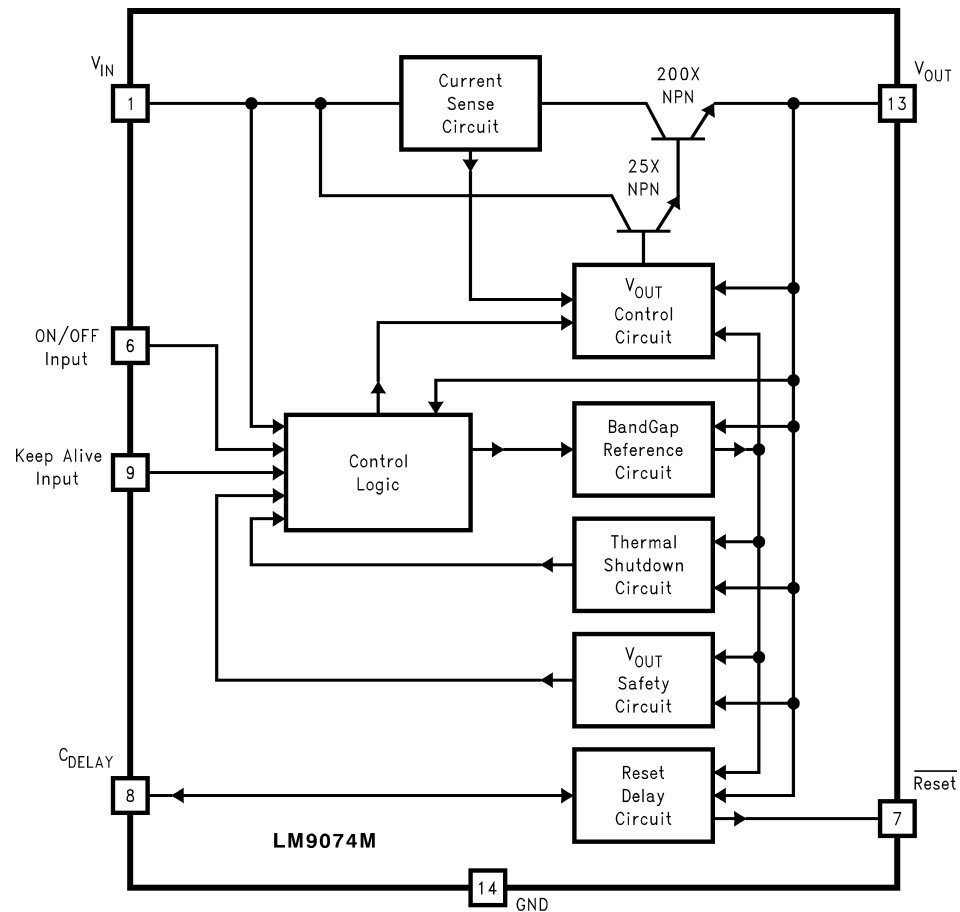 V_IN
1
Current
Sense
Circuit
200X
NPN
V_OUT
13
25X
NPN
V_OUT
Control
Circuit
ON/OFF
Input
6
Keep Alive
Input
9
Control
Logic
BandGap
Reference
Circuit
Thermal
Shutdown
Circuit
V_OUT
Safety
Circuit
C_DELAY
8
Reset
Delay
Circuit
Reset
7
LM9074M
14
GND